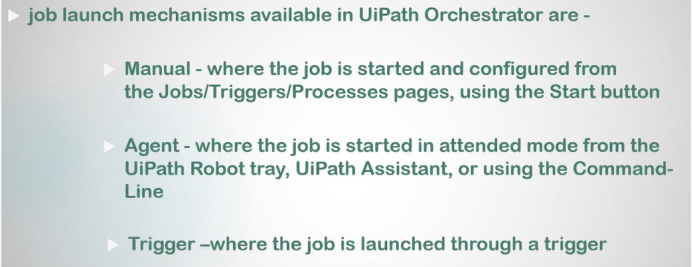 job launch mechanisms available in UiPath Orchestrator are -
Manual - where the job is started and configured from
the Jobs/Triggers/Processes pages, using the Start button
Agent - where the job is started in attended mode from the
UiPath Robot tray, UiPath Assistant, or using the Command-
Line
Trigger –where the job is launched through a trigger